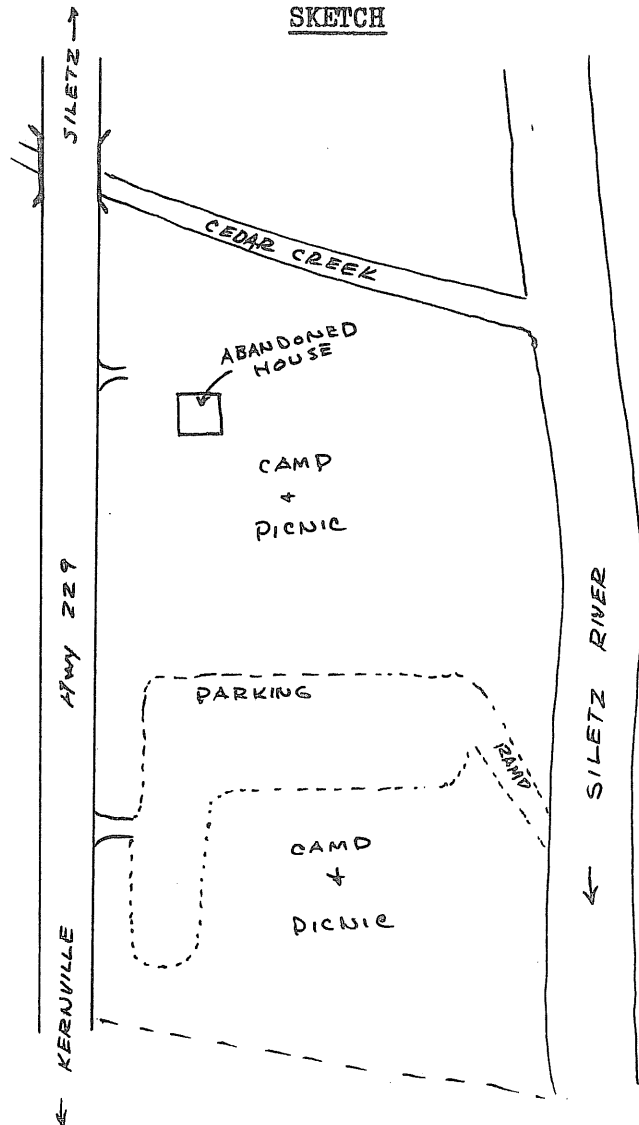 SKETCH
SILETZ →
CEDAR CREEK
ABANDONED
HOUSE
CAMP
+
PICNIC
Hwy 229
PARKING
RAMP
SILETZ RIVER
←
CAMP
+
PICNIC
← KERNVILLE